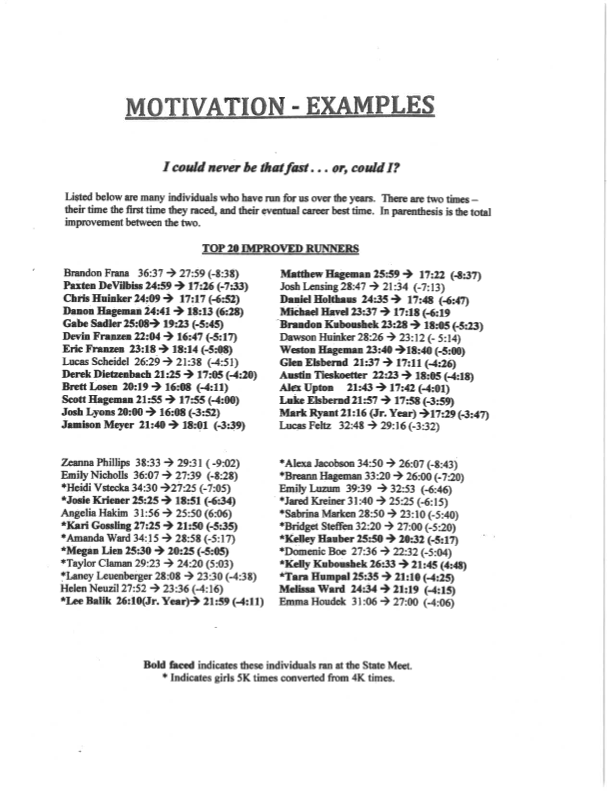 MOTIVATION - EXAMPLES
I could never be that fast . . . or, could I?
Listed below are many individuals who have run for us over the years. There are two times –
their time the first time they raced, and their eventual career best time. In parenthesis is the total
improvement between the two.
TOP 20 IMPROVED RUNNERS
Brandon Frana 36:37 → 27:59 (-8:38)
Paxten DeVilbiss 24:59 → 17:26 (-7:33)
Chris Huinker 24:09 → 17:17 (-6:52)
Danon Hageman 24:41 → 18:13 (6:28)
Gabe Sadler 25:08→ 19:23 (-5:45)
Devin Franzen 22:04 → 16:47 (-5:17)
Eric Franzen 23:18 → 18:14 (-5:08)
Lucas Scheidel 26:29 → 21:38 (-4:51)
Derek Dietzenbach 21:25 → 17:05 (-4:20)
Brett Losen 20:19 → 16:08 (-4:11)
Scott Hageman 21:55 → 17:55 (-4:00)
Josh Lyons 20:00 → 16:08 (-3:52)
Jamison Meyer 21:40 → 18:01 (-3:39)
Matthew Hageman 25:59 → 17:22 (-8:37)
Josh Lensing 28:47 → 21:34 (-7:13)
Daniel Holthaus 24:35 → 17:48 (-6:47)
Michael Havel 23:37 → 17:18 (-6:19
Brandon Kuboushek 23:28 → 18:05 (-5:23)
Dawson Huinker 28:26 → 23:12 (- 5:14)
Weston Hageman 23:40 →18:40 (-5:00)
Glen Elsbernd 21:37 → 17:11 (-4:26)
Austin Tieskoetter 22:23 → 18:05 (-4:18)
Alex Upton 21:43 → 17:42 (-4:01)
Luke Elsbernd 21:57 → 17:58 (-3:59)
Mark Ryant 21:16 (Jr. Year) →17:29 (-3:47)
Lucas Feltz 32:48 → 29:16 (-3:32)
Zeanna Phillips 38:33 → 29:31 ( -9:02)
Emily Nicholls 36:07 → 27:39 (-8:28)
*Heidi Vstecka 34:30 →27:25 (-7:05)
*Josie Kriener 25:25 → 18:51 (-6:34)
Angelia Hakim 31:56 → 25:50 (6:06)
*Kari Gossling 27:25 → 21:50 (-5:35)
*Amanda Ward 34:15 → 28:58 (-5:17)
*Megan Lien 25:30 → 20:25 (-5:05)
*Taylor Claman 29:23 → 24:20 (5:03)
*Laney Leuenberger 28:08 → 23:30 (-4:38)
Helen Neuzil 27:52 → 23:36 (-4:16)
*Lee Balik 26:10(Jr. Year)→ 21:59 (-4:11)
*Alexa Jacobson 34:50 → 26:07 (-8:43)
*Breann Hageman 33:20 → 26:00 (-7:20)
Emily Luzum 39:39 → 32:53 (-6:46)
*Jared Kreiner 31:40 → 25:25 (-6:15)
*Sabrina Marken 28:50 → 23:10 (-5:40)
*Bridget Steffen 32:20 → 27:00 (-5:20)
*Kelley Hauber 25:50 → 20:32 (-5:17)
*Domenic Boe 27:36 → 22:32 (-5:04)
*Kelly Kuboushek 26:33 → 21:45 (4:48)
*Tara Humpal 25:35 → 21:10 (-4:25)
Melissa Ward 24:34 → 21:19 (-4:15)
Emma Houdek 31:06 → 27:00 (-4:06)
Bold faced indicates these individuals ran at the State Meet.
* Indicates girls 5K times converted from 4K times.